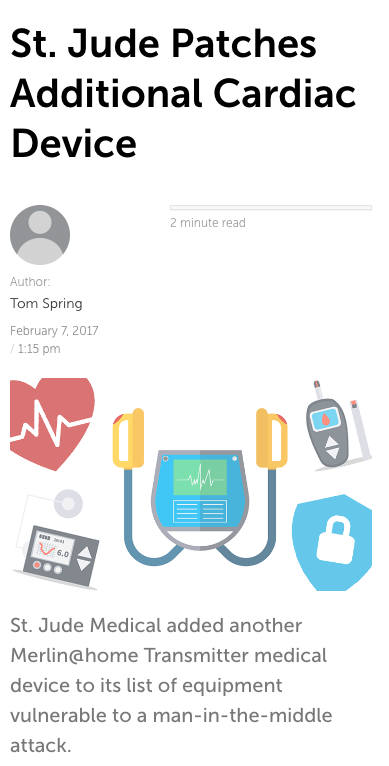 St. Jude Patches
Additional Cardiac
Device
2 minute read
Author:
Tom Spring
February 7, 2017
/ 1:15 pm
6.0
St. Jude Medical added another
Merlin@home Transmitter medical
device to its list of equipment
vulnerable to a man-in-the-middle
attack.